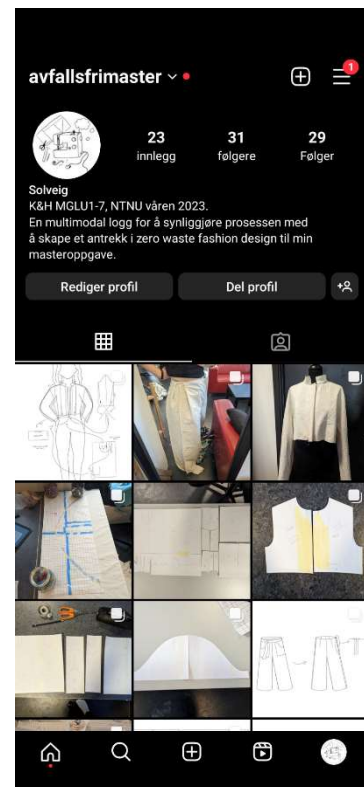 avfallsfrimaster
1
23 31 29
innlegg følgere Følger
Solveig
K&H MGLU1-7, NTNU våren 2023.
En multimodal logg for å synliggjøre prosessen med
å skape et antrekk i zero waste fashion design til min
masteroppgave.
Rediger profil Del profil